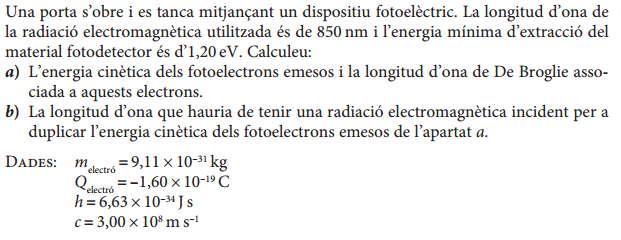 Una porta s’obre i es tanca mitjançant un dispositiu fotoelèctric. La longitud d’ona de
la radiació electromagnètica utilitzada és de 850 nm i l’energia mínima d’extracció del
material fotodetector és d’1,20 eV. Calculeu:
a) L’energia cinètica dels fotoelectrons emesos i la longitud d’ona de De Broglie asso-
ciada a aquests electrons.
b) La longitud d’ona que hauria de tenir una radiació electromagnètica incident per a
duplicar l’energia cinètica dels fotoelectrons emesos de l’apartat a.
DADES: m_electró = 9,11 × 10⁻³¹ kg
Q_electró = −1,60 × 10⁻¹⁹ C
h = 6,63 × 10⁻³⁴ J s
c = 3,00 × 10⁸ m s⁻¹